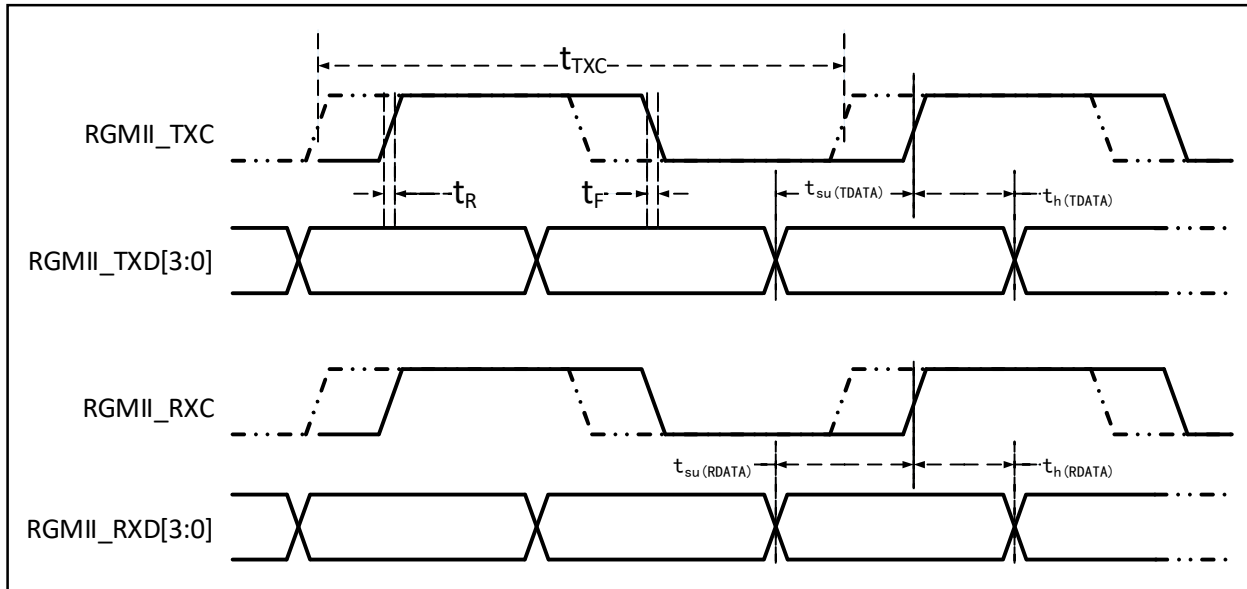 tTXC
RGMII_TXC
tR
tF
tsu(TDATA)
th(TDATA)
RGMII_TXD[3:0]
RGMII_RXC
tsu(RDATA)
th(RDATA)
RGMII_RXD[3:0]